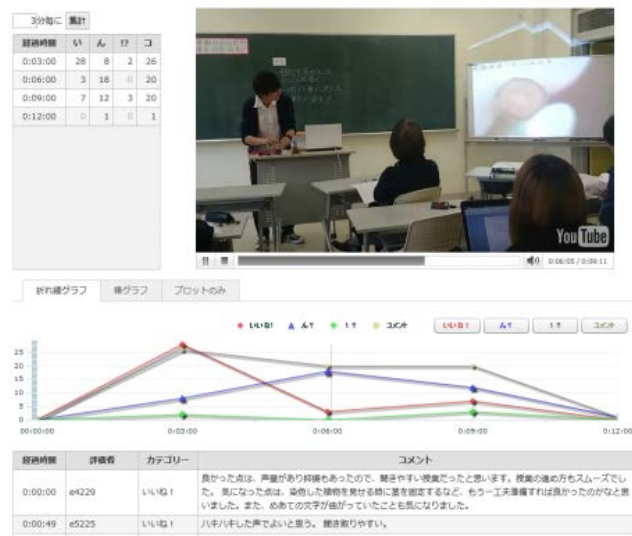 3分毎に 集計
経過時間 い ん !? コ
0:03:00 28 8 2 26
0:06:00 3 18 0 20
0:09:00 7 12 3 20
0:12:00 0 1 0 1
You Tube
0:06:05 / 0:09:11
折れ線グラフ 棒グラフ プロットのみ
いいね! ん? !? コメント いいね! ん? !? コメント
25
20
15
10
5
0
00:00:00 0:03:00 0:06:00 0:09:00 0:12:00
経過時間 評価者 カテゴリー コメント
0:00:00 e4229 いいね!
良かった点は、声量があり抑揚もあったので、聞きやすい授業だったと思います。授業の進め方もスムーズでし
た。 気になった点は、染色した植物を見せる時に茎を固定するなど、もう一工夫準備すれば良かったのかなと思
いました。また、めあての文字が曲がっていたことも気になりました。
0:00:49 e5225 いいね! ハキハキした声でよいと思う。 聞き取りやすい。